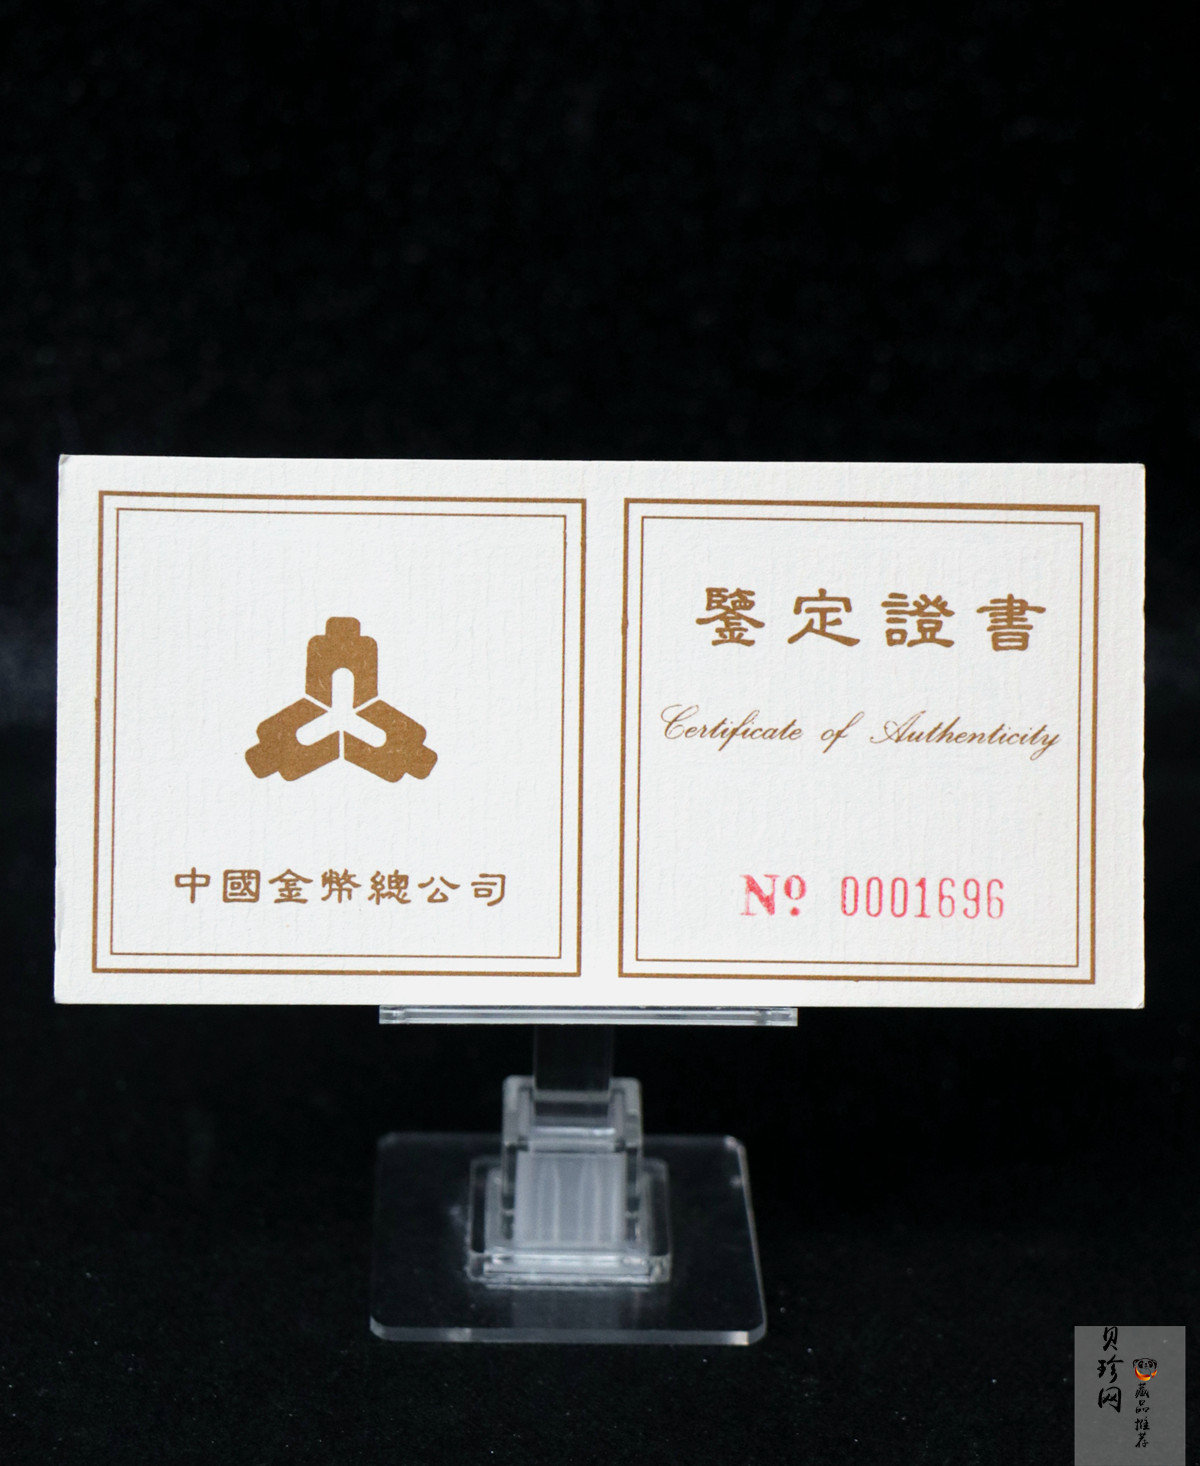 中國金幣總公司
鑒定證書
Certificate of Authenticity
Nº 0001696
贝珍网
藏品推荐